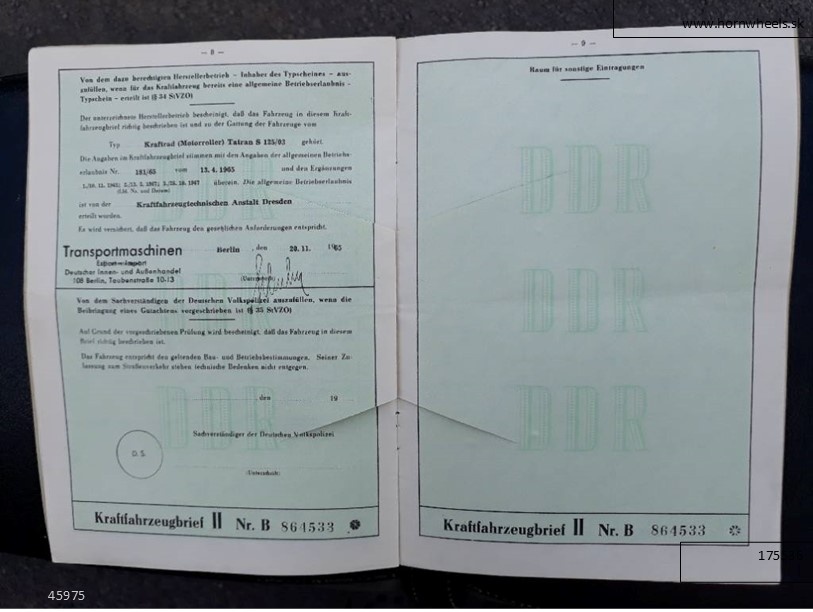 www.hornwheels.sk
— 8 —
Von dem dazu berechtigten Herstellerbetrieb – Inhaber des Typscheines – aus-
zufüllen, wenn für das Kraftfahrzeug bereits eine allgemeine Betriebserlaubnis -
Typschein – erteilt ist (§ 34 StVZO)
Der unterzeichnete Herstellerbetrieb bescheinigt, daß das Fahrzeug in diesem Kraft-
fahrzeugbrief richtig beschrieben ist und zu der Gattung der Fahrzeuge vom
Typ Kraftrad (Motorroller) Tatran S 125/03 gehört
Die Angaben im Kraftfahrzeugbrief stimmen mit den Angaben der allgemeinen Betriebs-
erlaubnis Nr. 181/65 vom 13. 4. 1965 und den Ergänzungen
überein. Die allgemeine Betriebserlaubnis
(Lfd. Nr. und Datum)
ist von der Kraftfahrzeugtechnischen Anstalt Dresden
erteilt worden.
Es wird versichert, daß das Fahrzeug den gesetzlichen Anforderungen entspricht.
Transportmaschinen Berlin, den 20. 11. 19
Export-Import
Deutscher Innen- und Außenhandel
108 Berlin, Taubenstraße 10-13
(Unterschrift)
Von dem Sachverständigen der Deutschen Volkspolizei auszufüllen, wenn die
Beibringung eines Gutachtens vorgeschrieben ist (§ 35 StVZO)
Auf Grund der vorgeschriebenen Prüfung wird bescheinigt, daß das Fahrzeug in diesem
Brief richtig beschrieben ist.
Das Fahrzeug entspricht den geltenden Bau- und Betriebsbestimmungen. Seiner Zu-
lassung zum Straßenverkehr stehen technische Bedenken nicht entgegen.
, den 19
Sachverständiger der Deutschen Volkspolizei
D. S.
(Unterschrift)
Kraftfahrzeugbrief II Nr. B 864533
— 9 —
Raum für sonstige Eintragungen
DDR
DDR
DDR
Kraftfahrzeugbrief II Nr. B 864533
45975